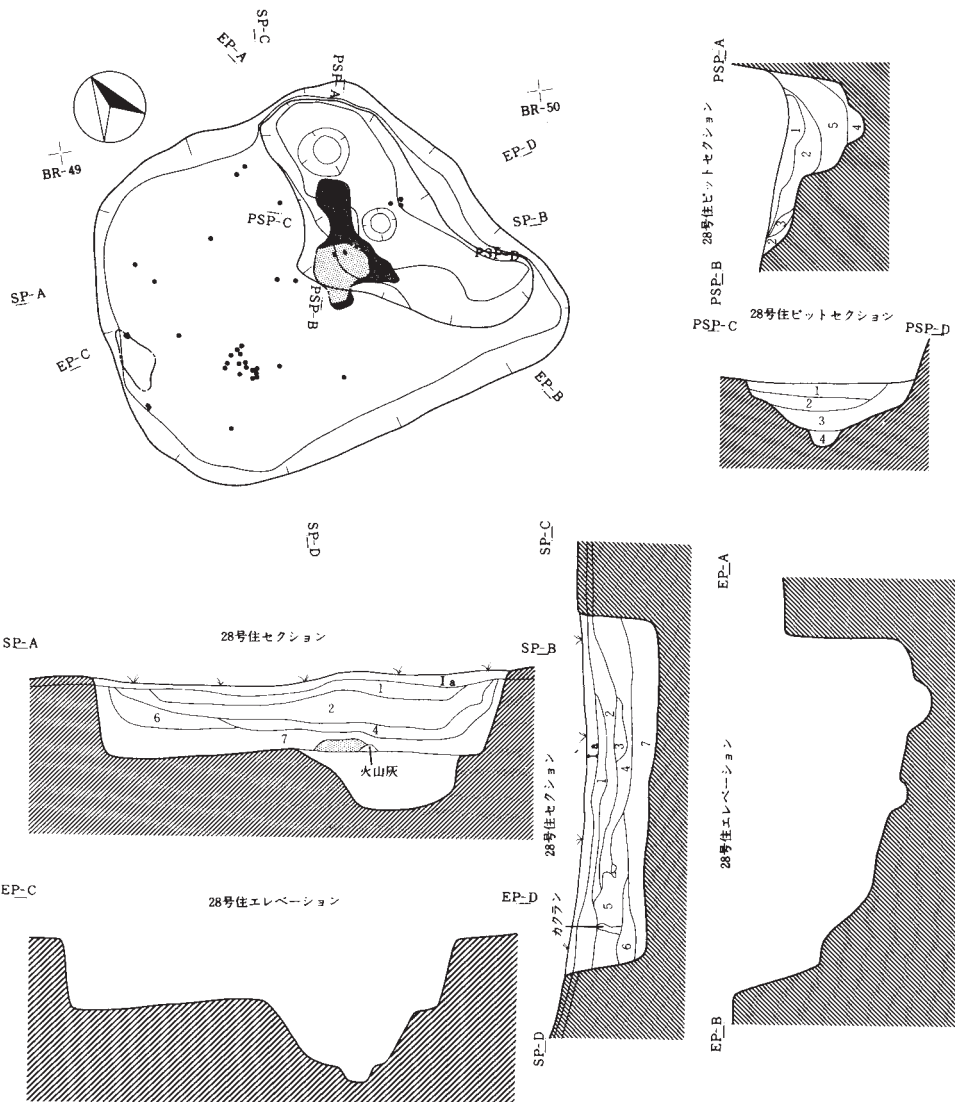 SP-C
EP-A
PSP-A
BR-50
BR-49
EP-D
PSP-C
SP-B
PSP-D
SP-A
PSP-B
EP-C
EP-B
SP-D
PSP-A
28号住ピットセクション
1
2
5
4
3
2
PSP-B
28号住ピットセクション
PSP-C
PSP-D
1
2
3
4
28号住セクション
SP-A
SP-B
Ia
1
2
6
4
7
火山灰
SP-C
28号住セクション
Ia
1
2
3
4
7
2
5
6
カクラン
SP-D
EP-A
28号住エレベーション
EP-B
EP-C
28号住エレベーション
EP-D